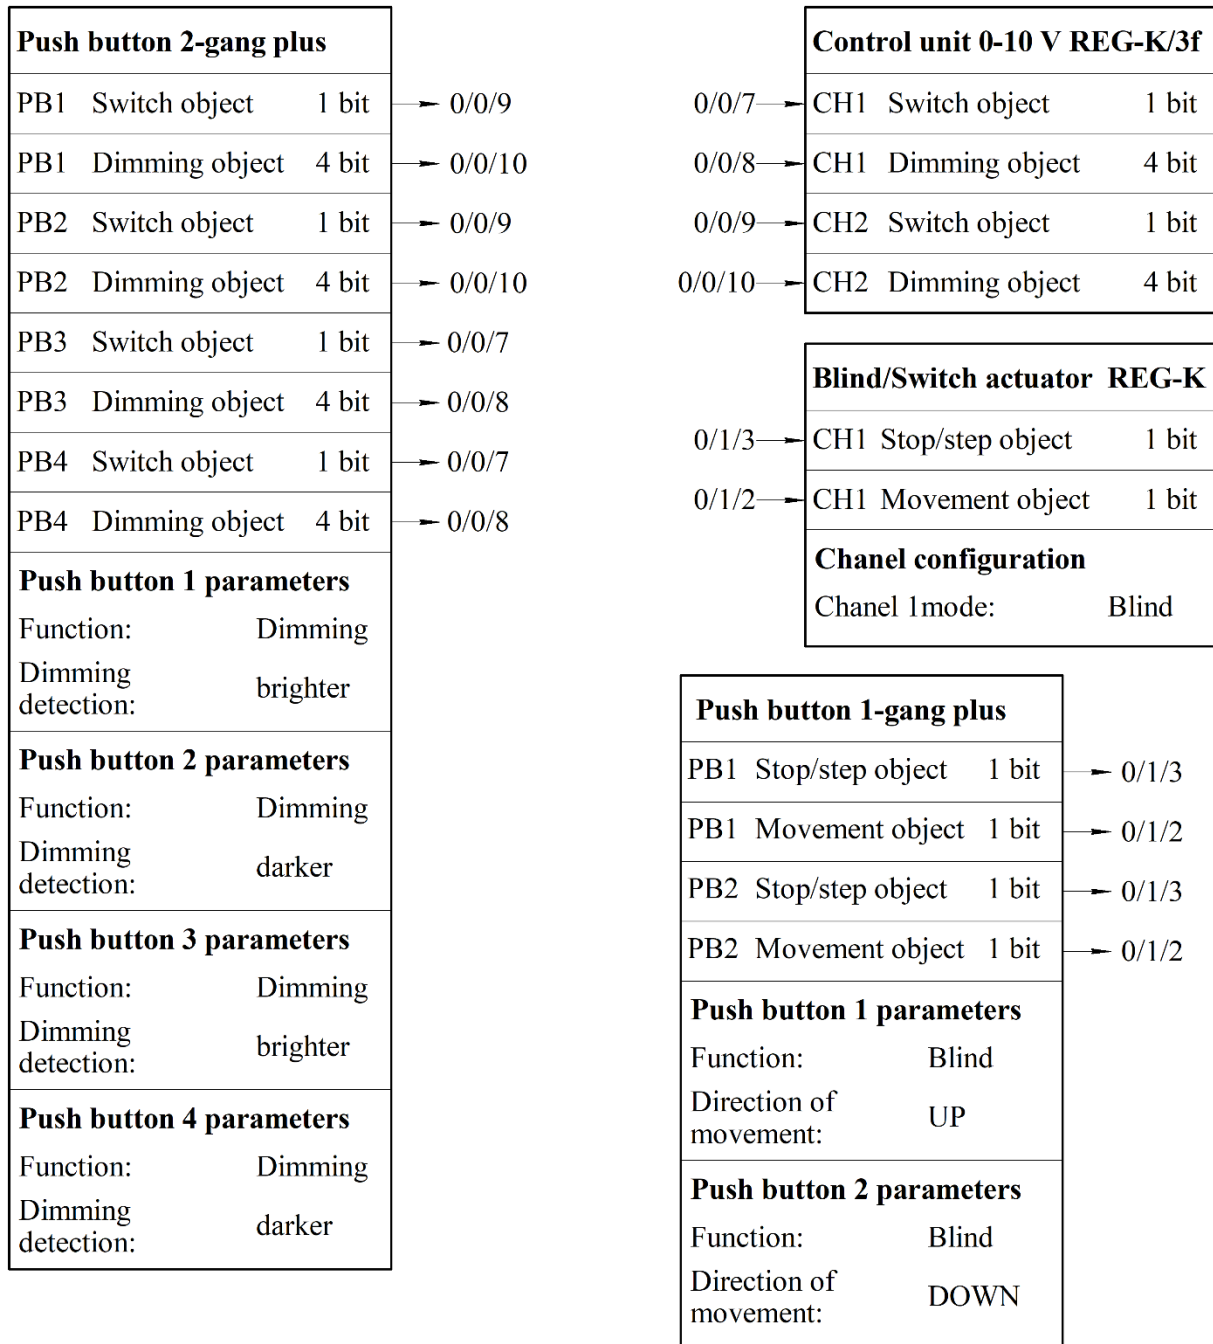 Push button 2-gang plus
PB1 Switch object 1 bit 0/0/9
PB1 Dimming object 4 bit 0/0/10
PB2 Switch object 1 bit 0/0/9
PB2 Dimming object 4 bit 0/0/10
PB3 Switch object 1 bit 0/0/7
PB3 Dimming object 4 bit 0/0/8
PB4 Switch object 1 bit 0/0/7
PB4 Dimming object 4 bit 0/0/8
Push button 1 parameters
Function: Dimming
Dimming
detection: brighter
Push button 2 parameters
Function: Dimming
Dimming
detection: darker
Push button 3 parameters
Function: Dimming
Dimming
detection: brighter
Push button 4 parameters
Function: Dimming
Dimming
detection: darker
Control unit 0-10 V REG-K/3f
0/0/7 CH1 Switch object 1 bit
0/0/8 CH1 Dimming object 4 bit
0/0/9 CH2 Switch object 1 bit
0/0/10 CH2 Dimming object 4 bit
Blind/Switch actuator REG-K
0/1/3 CH1 Stop/step object 1 bit
0/1/2 CH1 Movement object 1 bit
Chanel configuration
Chanel 1mode: Blind
Push button 1-gang plus
PB1 Stop/step object 1 bit 0/1/3
PB1 Movement object 1 bit 0/1/2
PB2 Stop/step object 1 bit 0/1/3
PB2 Movement object 1 bit 0/1/2
Push button 1 parameters
Function: Blind
Direction of
movement: UP
Push button 2 parameters
Function: Blind
Direction of
movement: DOWN